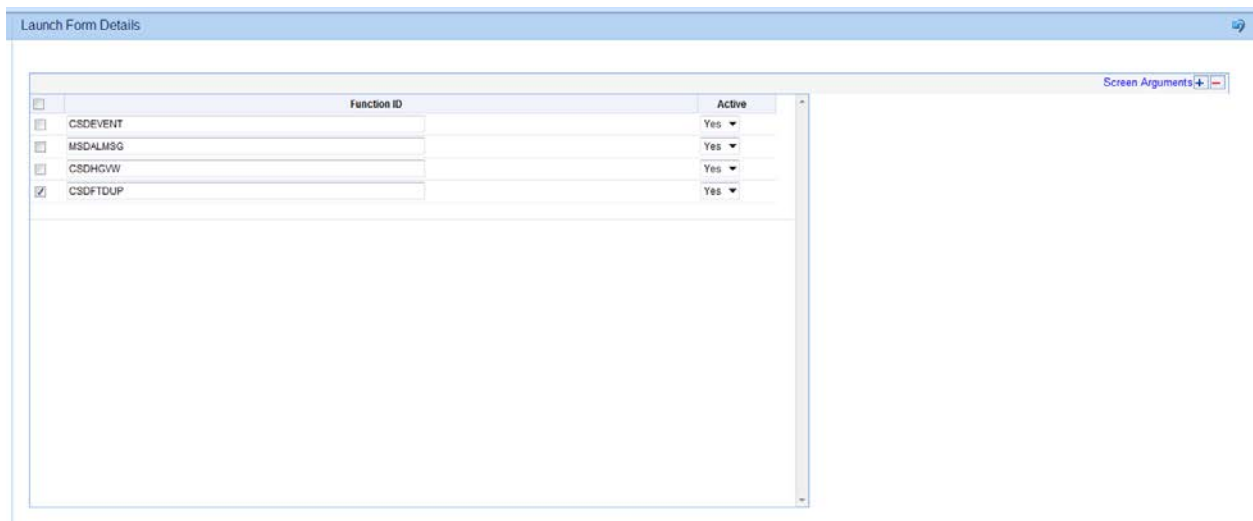 Launch Form Details
Screen Arguments
Function ID Active
CSDEVENT Yes
MSDALMSG Yes
CSDHGVW Yes
CSDFTDUP Yes